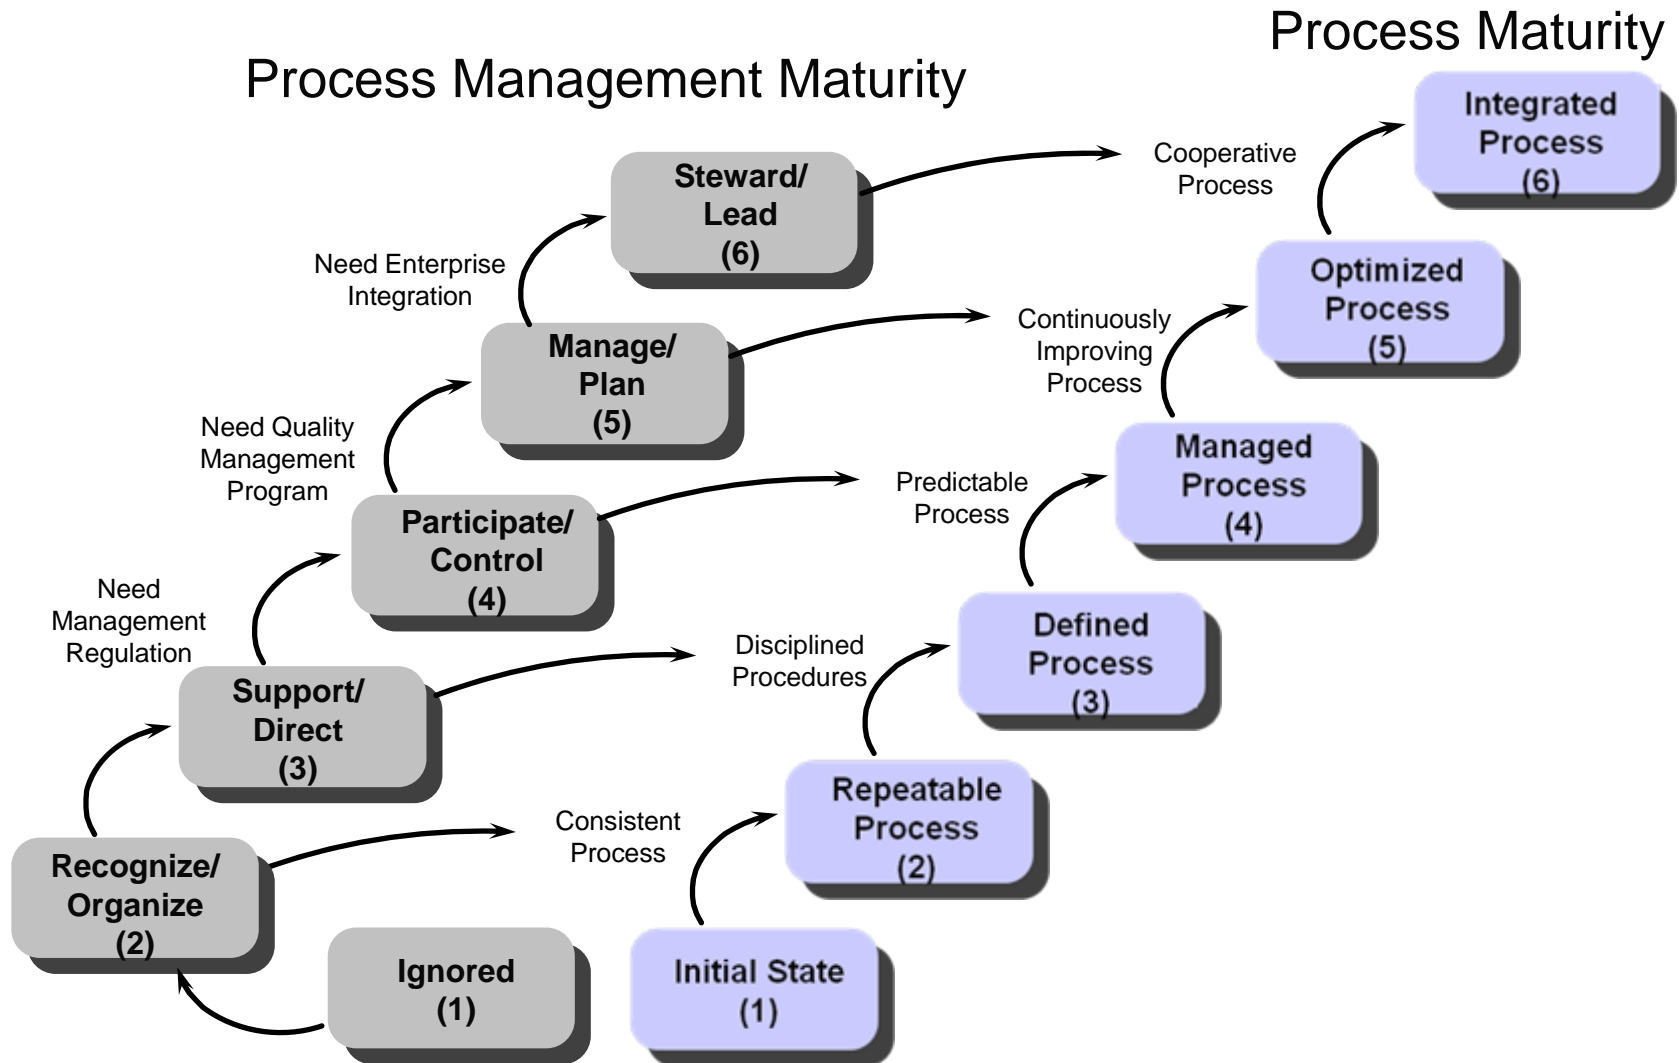 Process Maturity
Process Management Maturity
Integrated
Process
(6)
Cooperative
Process
Steward/
Lead
(6)
Need Enterprise
Integration
Optimized
Process
(5)
Continuously
Improving
Process
Manage/
Plan
(5)
Need Quality
Management
Program
Managed
Process
(4)
Predictable
Process
Participate/
Control
(4)
Need
Management
Regulation
Defined
Process
(3)
Disciplined
Procedures
Support/
Direct
(3)
Repeatable
Process
(2)
Consistent
Process
Recognize/
Organize
(2)
Ignored
(1)
Initial State
(1)